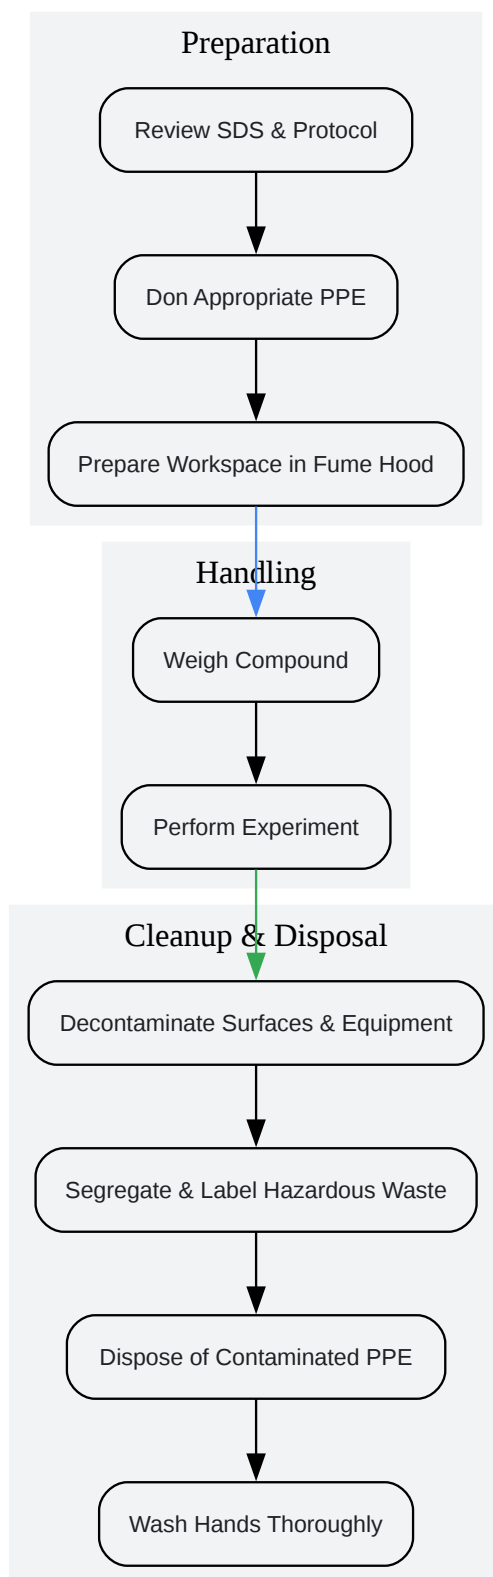 Preparation
Review SDS & Protocol
Don Appropriate PPE
Prepare Workspace in Fume Hood
Handling
Weigh Compound
Perform Experiment
Cleanup & Disposal
Decontaminate Surfaces & Equipment
Segregate & Label Hazardous Waste
Dispose of Contaminated PPE
Wash Hands Thoroughly